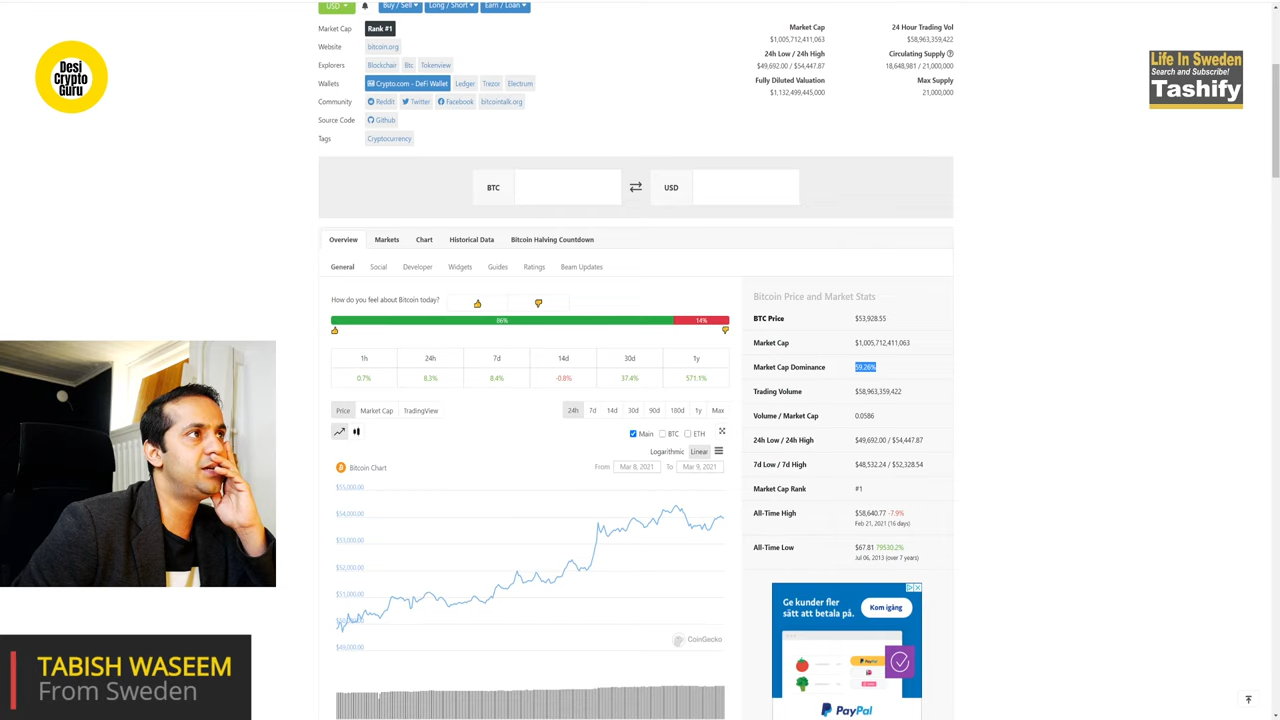 USD
Buy / Sell
Long / Short
Earn / Loan
Market Cap
Rank #1
Website
bitcoin.org
Explorers
Blockchair
Btc
Tokenview
Wallets
Crypto.com - DeFi Wallet
Ledger
Trezor
Electrum
Community
Reddit
Twitter
Facebook
bitcointalk.org
Source Code
Github
Tags
Cryptocurrency
Market Cap
$1,005,712,411,063
24 Hour Trading Vol
$58,963,359,422
24h Low / 24h High
$49,692.00 / $54,447.87
Circulating Supply
18,648,981 / 21,000,000
Fully Diluted Valuation
$1,132,499,445,000
Max Supply
21,000,000
Desi
Crypto
Guru
Life In Sweden
Search and Subscribe!
Tashify
BTC
USD
Overview
Markets
Chart
Historical Data
Bitcoin Halving Countdown
General
Social
Developer
Widgets
Guides
Ratings
Beam Updates
How do you feel about Bitcoin today?
86%
14%
1h 24h 7d 14d 30d 1y
0.7% 8.3% 8.4% -0.8% 37.4% 571.1%
Price
Market Cap
TradingView
24h 7d 14d 30d 90d 180d 1y Max
Main BTC ETH
Logarithmic Linear
Bitcoin Chart
From Mar 8, 2021 To Mar 9, 2021
$55,000.00
$54,000.00
$53,000.00
$52,000.00
$51,000.00
$50,000.00
$49,000.00
CoinGecko
Bitcoin Price and Market Stats
BTC Price $53,928.55
Market Cap $1,005,712,411,063
Market Cap Dominance 59.26%
Trading Volume $58,963,359,422
Volume / Market Cap 0.0586
24h Low / 24h High $49,692.00 / $54,447.87
7d Low / 7d High $48,532.24 / $52,328.54
Market Cap Rank #1
All-Time High $58,640.77 -7.9%
Feb 21, 2021 (16 days)
All-Time Low $67.81 79530.2%
Jul 06, 2013 (over 7 years)
Ge kunder fler
sätt att betala på.
Kom igång
PayPal
PayPal
TABISH WASEEM
From Sweden